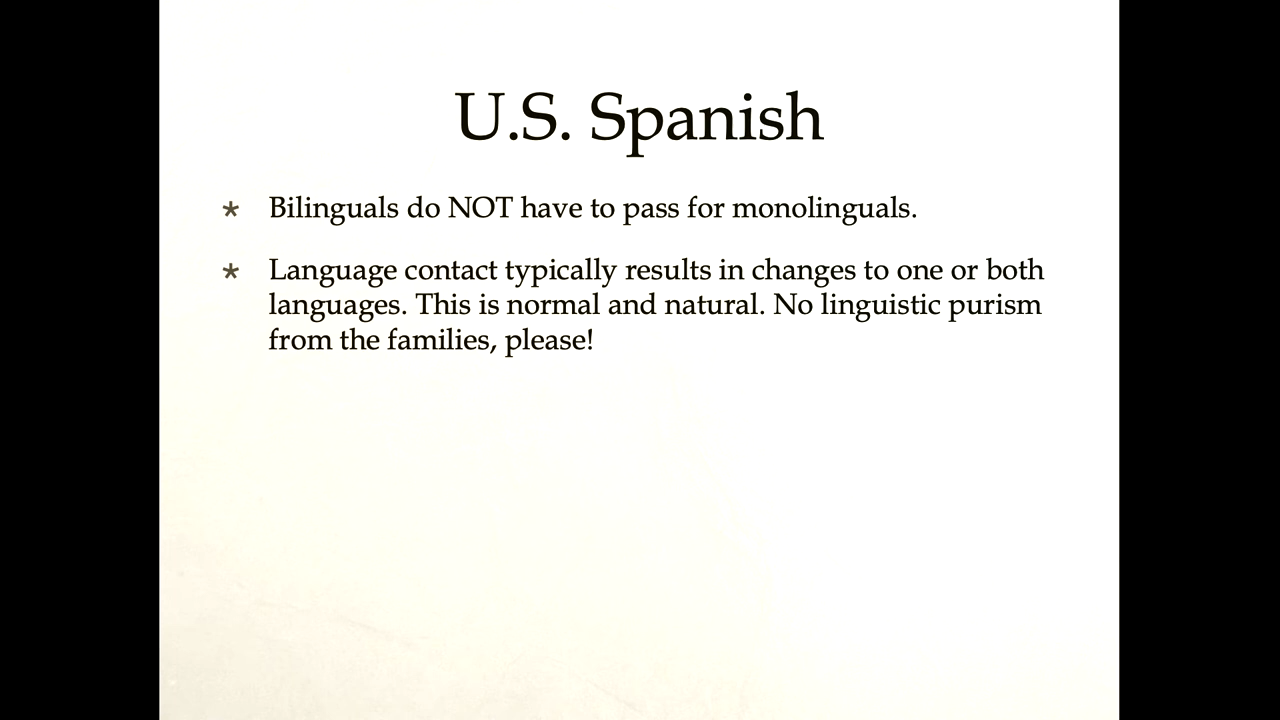 U.S. Spanish
* Bilinguals do NOT have to pass for monolinguals.
* Language contact typically results in changes to one or both
languages. This is normal and natural. No linguistic purism
from the families, please!